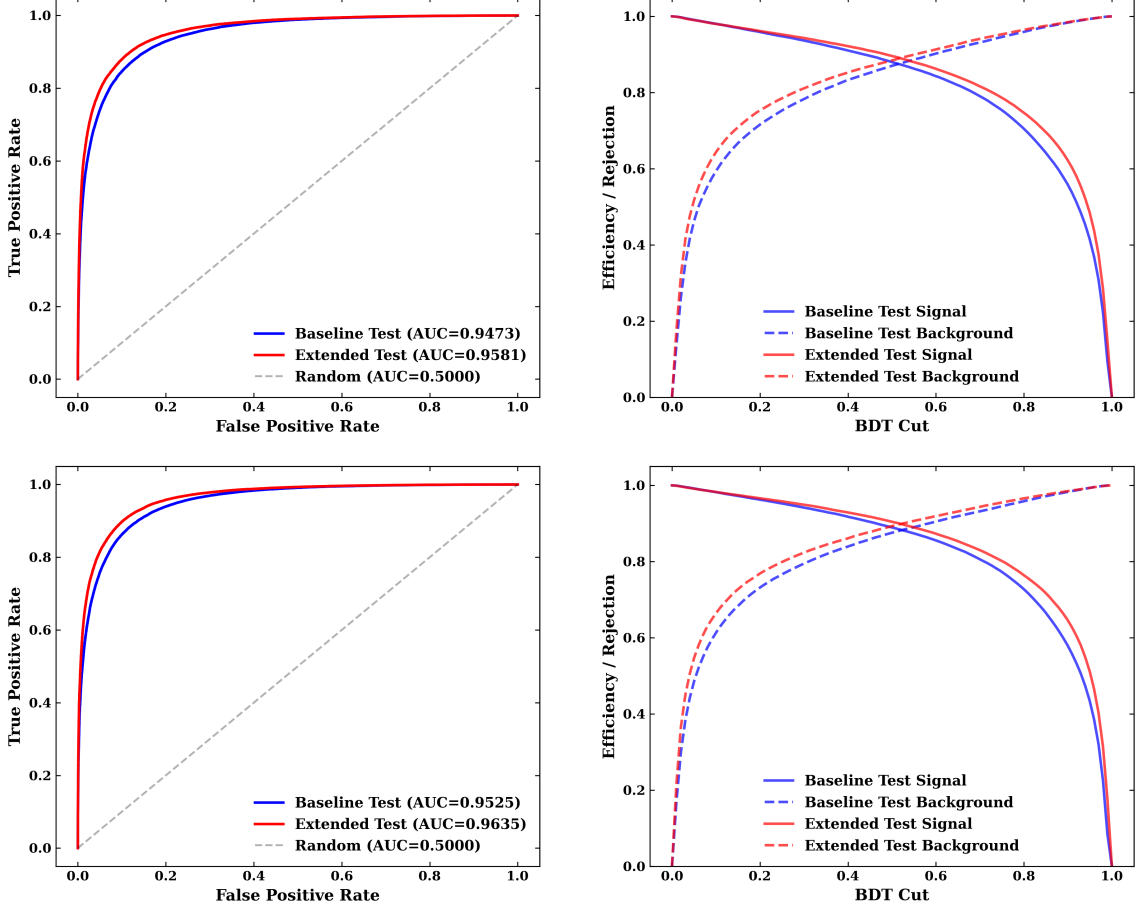 1.0
0.8
0.6
0.4
0.2
0.0
True Positive Rate
Baseline Test (AUC=0.9473)
Extended Test (AUC=0.9581)
Random (AUC=0.5000)
0.0 0.2 0.4 0.6 0.8 1.0
False Positive Rate
1.0
0.8
0.6
0.4
0.2
0.0
Efficiency / Rejection
Baseline Test Signal
Baseline Test Background
Extended Test Signal
Extended Test Background
0.0 0.2 0.4 0.6 0.8 1.0
BDT Cut
1.0
0.8
0.6
0.4
0.2
0.0
True Positive Rate
Baseline Test (AUC=0.9525)
Extended Test (AUC=0.9635)
Random (AUC=0.5000)
0.0 0.2 0.4 0.6 0.8 1.0
False Positive Rate
1.0
0.8
0.6
0.4
0.2
0.0
Efficiency / Rejection
Baseline Test Signal
Baseline Test Background
Extended Test Signal
Extended Test Background
0.0 0.2 0.4 0.6 0.8 1.0
BDT Cut